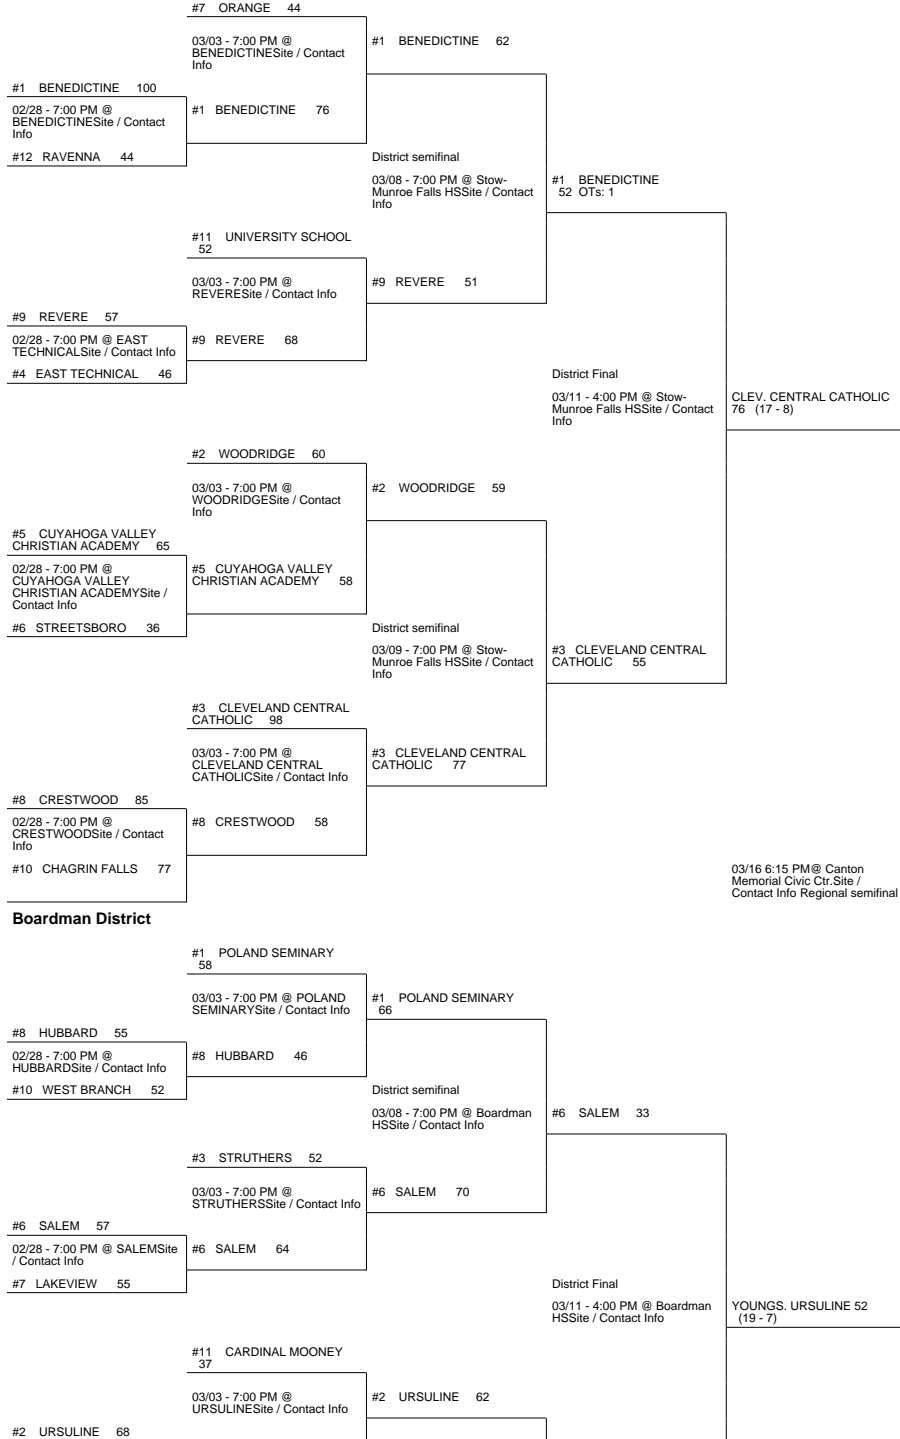 #7 ORANGE 44
03/03 - 7:00 PM @
BENEDICTINESite / Contact
Info
#1 BENEDICTINE 62
#1 BENEDICTINE 100
02/28 - 7:00 PM @
BENEDICTINESite / Contact
Info
#1 BENEDICTINE 76
#12 RAVENNA 44
District semifinal
03/08 - 7:00 PM @ Stow-
Munroe Falls HSSite / Contact
Info
#1 BENEDICTINE
52 OTs: 1
#11 UNIVERSITY SCHOOL
52
03/03 - 7:00 PM @
REVERESite / Contact Info
#9 REVERE 51
#9 REVERE 57
02/28 - 7:00 PM @ EAST
TECHNICALSite / Contact Info
#9 REVERE 68
#4 EAST TECHNICAL 46
District Final
03/11 - 4:00 PM @ Stow-
Munroe Falls HSSite / Contact
Info
CLEV. CENTRAL CATHOLIC
76 (17 - 8)
#2 WOODRIDGE 60
03/03 - 7:00 PM @
WOODRIDGESite / Contact
Info
#2 WOODRIDGE 59
#5 CUYAHOGA VALLEY
CHRISTIAN ACADEMY 65
02/28 - 7:00 PM @
CUYAHOGA VALLEY
CHRISTIAN ACADEMYSite /
Contact Info
#5 CUYAHOGA VALLEY
CHRISTIAN ACADEMY 58
#6 STREETSBORO 36
District semifinal
03/09 - 7:00 PM @ Stow-
Munroe Falls HSSite / Contact
Info
#3 CLEVELAND CENTRAL
CATHOLIC 55
#3 CLEVELAND CENTRAL
CATHOLIC 98
03/03 - 7:00 PM @
CLEVELAND CENTRAL
CATHOLICSite / Contact Info
#3 CLEVELAND CENTRAL
CATHOLIC 77
#8 CRESTWOOD 85
02/28 - 7:00 PM @
CRESTWOODSite / Contact
Info
#8 CRESTWOOD 58
#10 CHAGRIN FALLS 77
03/16 6:15 PM@ Canton
Memorial Civic Ctr.Site /
Contact Info Regional semifinal
Boardman District
#1 POLAND SEMINARY
58
03/03 - 7:00 PM @ POLAND
SEMINARYSite / Contact Info
#1 POLAND SEMINARY
66
#8 HUBBARD 55
02/28 - 7:00 PM @
HUBBARDSite / Contact Info
#8 HUBBARD 46
#10 WEST BRANCH 52
District semifinal
03/08 - 7:00 PM @ Boardman
HSSite / Contact Info
#6 SALEM 33
#3 STRUTHERS 52
03/03 - 7:00 PM @
STRUTHERSSite / Contact Info
#6 SALEM 70
#6 SALEM 57
02/28 - 7:00 PM @ SALEMSite
/ Contact Info
#6 SALEM 64
#7 LAKEVIEW 55
District Final
03/11 - 4:00 PM @ Boardman
HSSite / Contact Info
YOUNGS. URSULINE 52
(19 - 7)
#11 CARDINAL MOONEY
37
03/03 - 7:00 PM @
URSULINESite / Contact Info
#2 URSULINE 62
#2 URSULINE 68